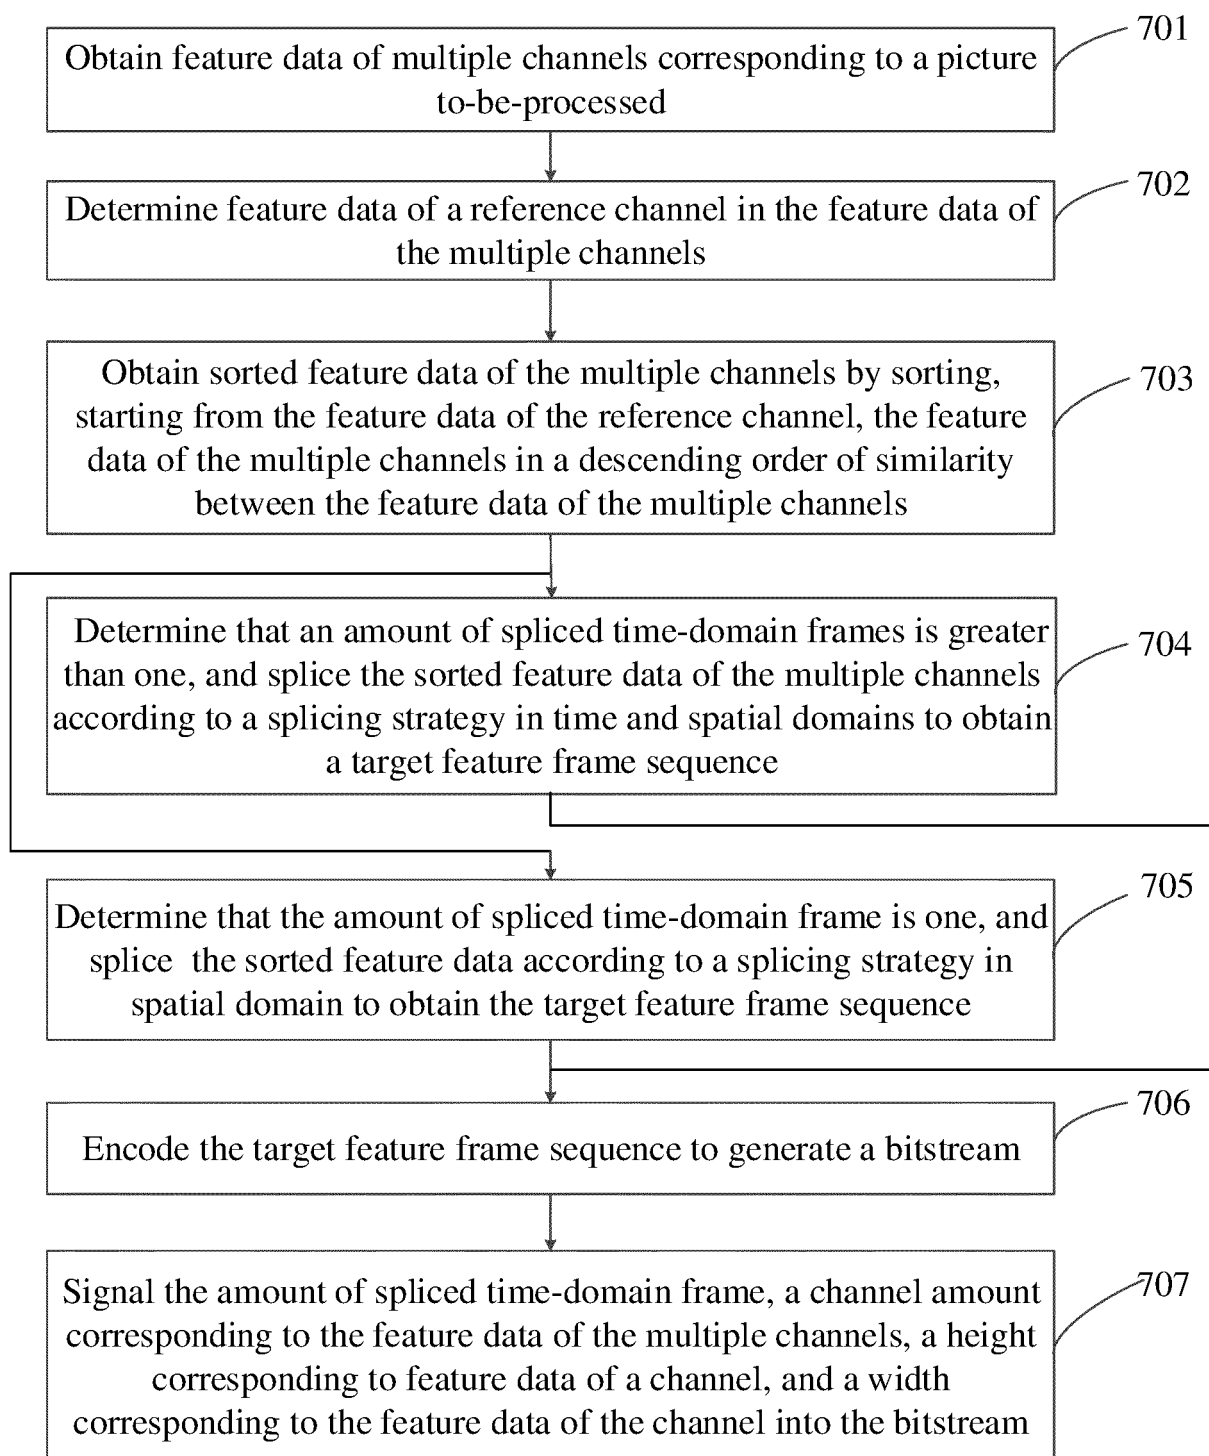 701
Obtain feature data of multiple channels corresponding to a picture
to-be-processed
702
Determine feature data of a reference channel in the feature data of
the multiple channels
703
Obtain sorted feature data of the multiple channels by sorting,
starting from the feature data of the reference channel, the feature
data of the multiple channels in a descending order of similarity
between the feature data of the multiple channels
704
Determine that an amount of spliced time-domain frames is greater
than one, and splice the sorted feature data of the multiple channels
according to a splicing strategy in time and spatial domains to obtain
a target feature frame sequence
705
Determine that the amount of spliced time-domain frame is one, and
splice the sorted feature data according to a splicing strategy in
spatial domain to obtain the target feature frame sequence
706
Encode the target feature frame sequence to generate a bitstream
707
Signal the amount of spliced time-domain frame, a channel amount
corresponding to the feature data of the multiple channels, a height
corresponding to feature data of a channel, and a width
corresponding to the feature data of the channel into the bitstream